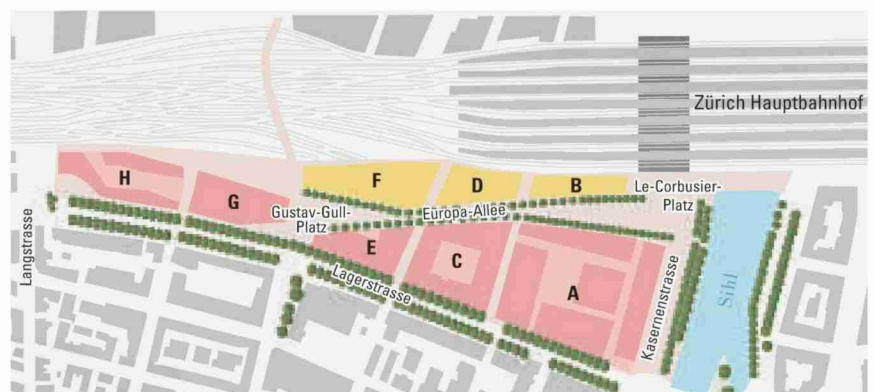 Zürich Hauptbahnhof
H
G
F
D
B
Le-Corbusier-
Platz
Gustav-Gull-
Platz
Europa-Allee
E
C
A
Langstrasse
Lagerstrasse
Kasernenstrasse
Sihl